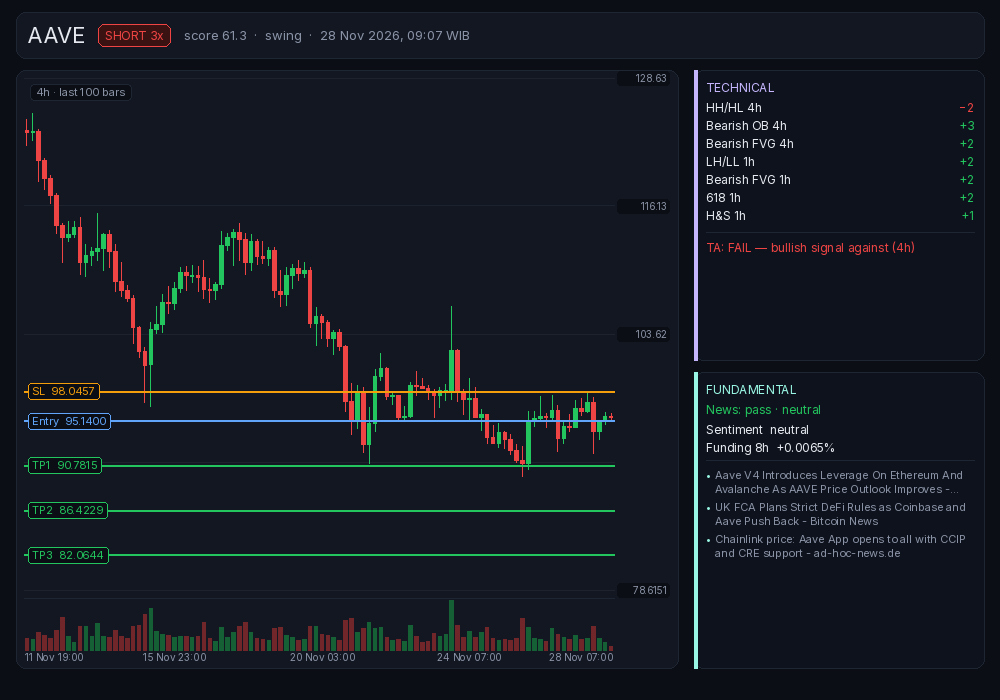 AAVE SHORT 3x score 61.3 · swing · 28 Nov 2026, 09:07 WIB
4h · last 100 bars
128.63
116.13
103.62
SL 98.0457
Entry 95.1400
TP1 90.7815
TP2 86.4229
TP3 82.0644
78.6151
11 Nov 19:00 15 Nov 23:00 20 Nov 03:00 24 Nov 07:00 28 Nov 07:00
TECHNICAL
HH/HL 4h −2
Bearish OB 4h +3
Bearish FVG 4h +2
LH/LL 1h +2
Bearish FVG 1h +2
618 1h +2
H&S 1h +1
TA: FAIL — bullish signal against (4h)
FUNDAMENTAL
News: pass · neutral
Sentiment neutral
Funding 8h +0.0065%
• Aave V4 Introduces Leverage On Ethereum And
Avalanche As AAVE Price Outlook Improves -...
• UK FCA Plans Strict DeFi Rules as Coinbase and
Aave Push Back - Bitcoin News
• Chainlink price: Aave App opens to all with CCIP
and CRE support - ad-hoc-news.de